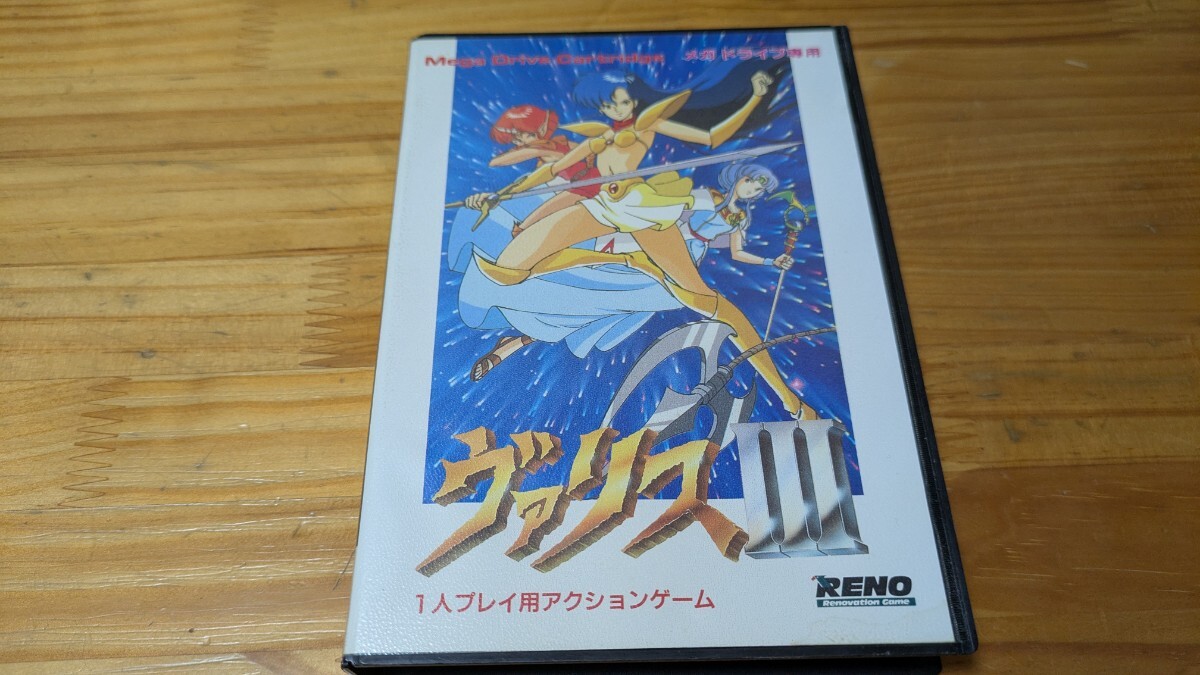 Mega Drive Cartridge メガドライブ専用
ヴァリスIII
1人プレイ用アクションゲーム
RENO
Renovation Game